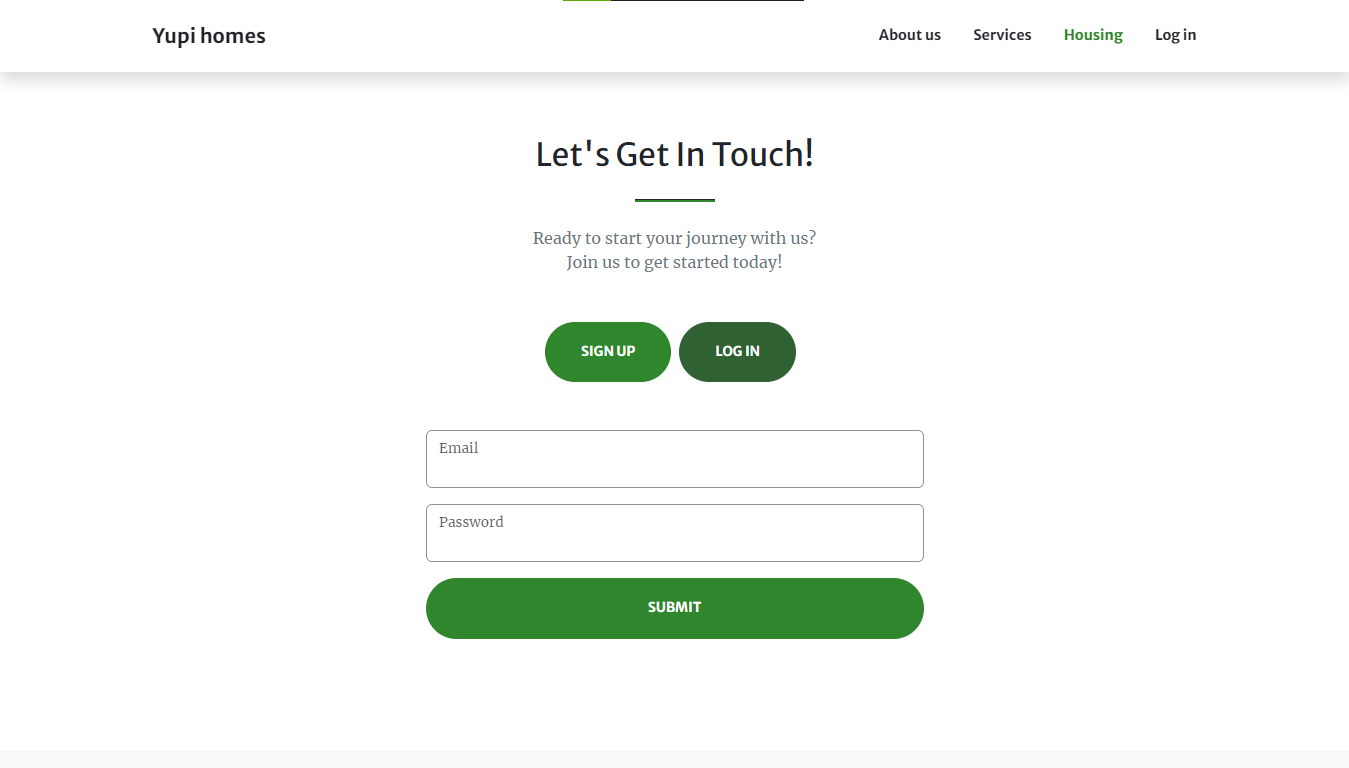 Yupi homes
About us
Services
Housing
Log in
Let's Get In Touch!
Ready to start your journey with us?
Join us to get started today!
SIGN UP
LOG IN
Email
Password
SUBMIT